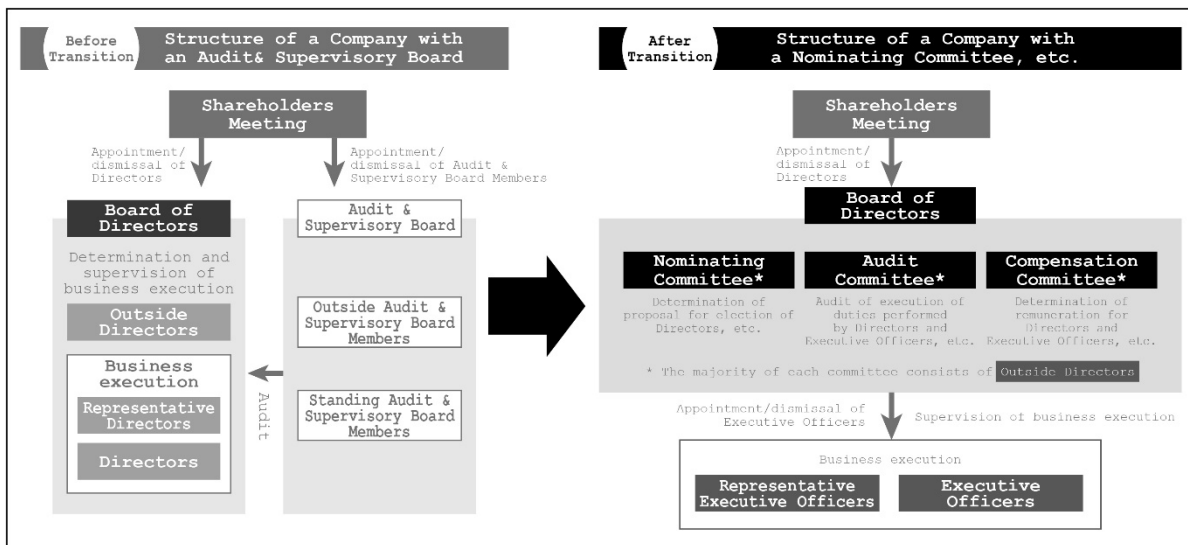 Before
Transition
Structure of a Company with
an Audit& Supervisory Board
Shareholders
Meeting
Appointment/
dismissal of
Directors
Appointment/
dismissal of Audit &
Supervisory Board Members
Board of
Directors
Determination and
supervision of
business execution
Outside
Directors
Business
execution
Representative
Directors
Directors
Audit
Audit &
Supervisory Board
Outside Audit &
Supervisory Board
Members
Standing Audit &
Supervisory Board
Members
After
Transition
Structure of a Company with
a Nominating Committee, etc.
Shareholders
Meeting
Appointment/
dismissal of
Directors
Board of
Directors
Nominating
Committee*
Determination of
proposal for election of
Directors, etc.
Audit
Committee*
Audit of execution of
duties performed
by Directors and
Executive Officers, etc.
Compensation
Committee*
Determination of
remuneration for
Directors and
Executive Officers, etc.
* The majority of each committee consists of Outside Directors
Appointment/dismissal of
Executive Officers
Supervision of business execution
Business execution
Representative
Executive Officers
Executive
Officers